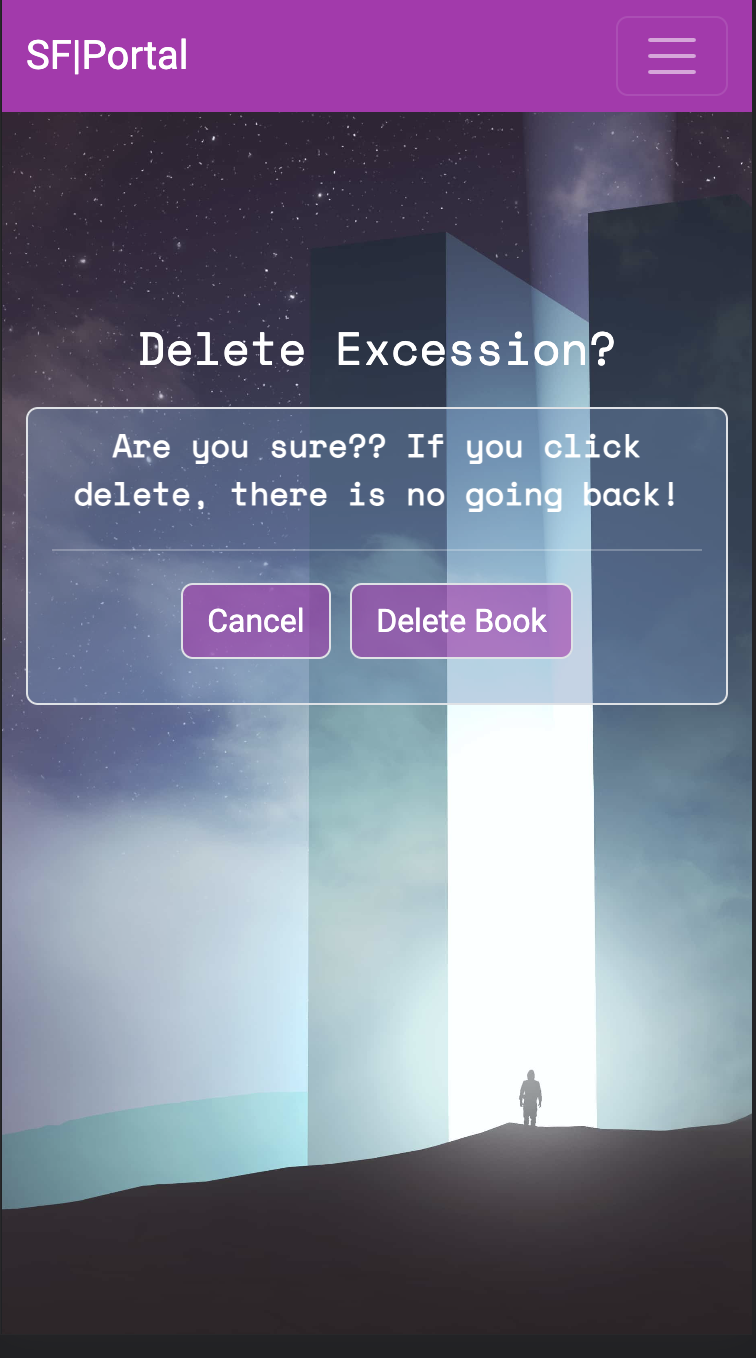 SF|Portal
Delete Excession?
Are you sure?? If you click
delete, there is no going back!
Cancel
Delete Book